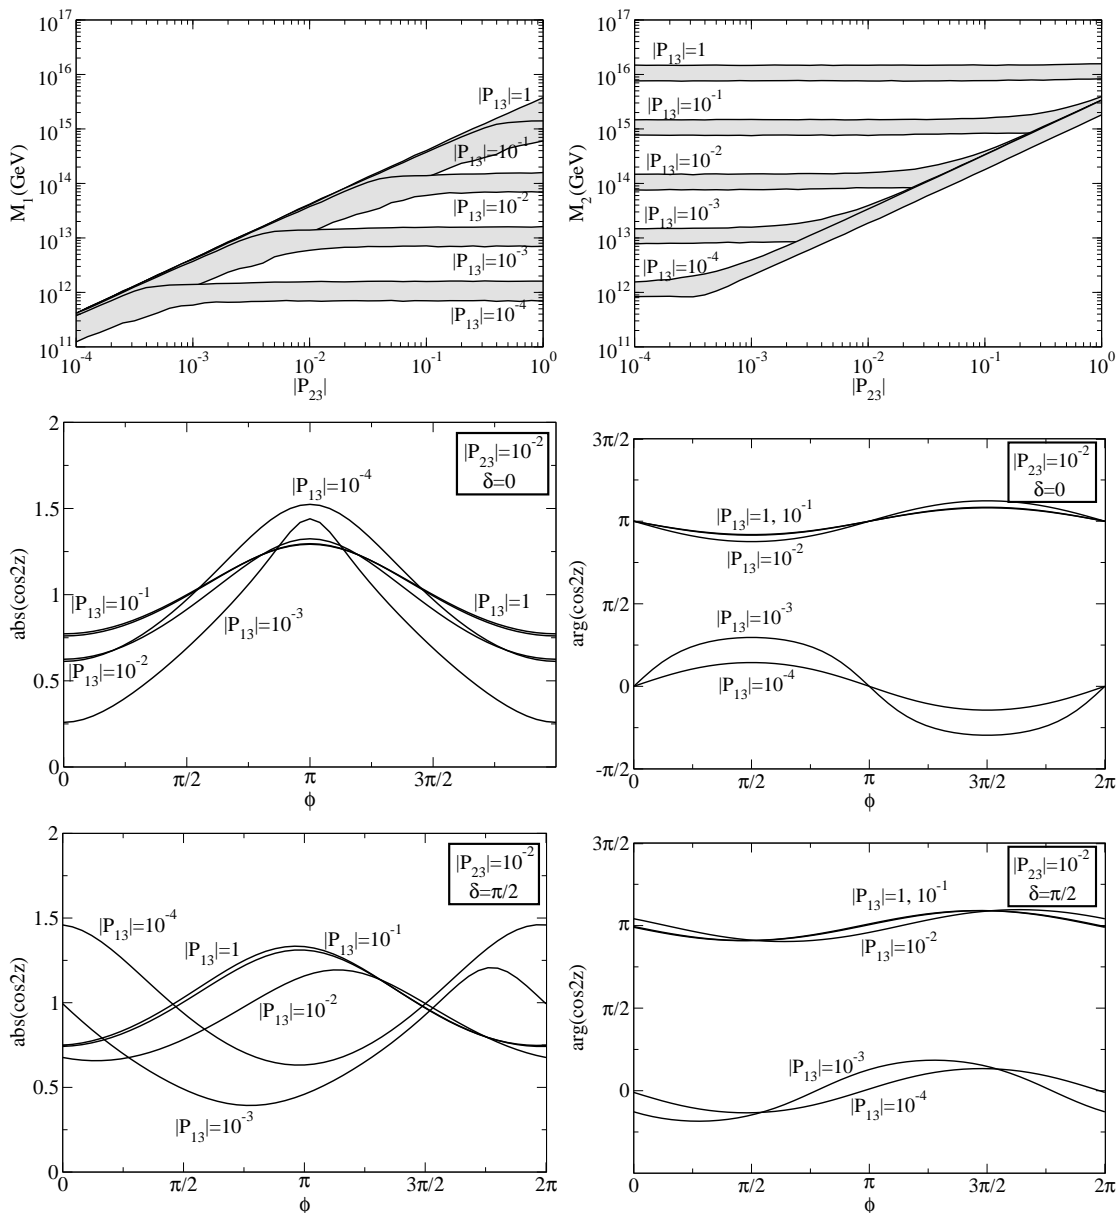 10^17
10^16
10^15
10^14
10^13
10^12
10^11
M_1(GeV)
|P_13|=1
|P_13|=10^-1
|P_13|=10^-2
|P_13|=10^-3
|P_13|=10^-4
10^-4 10^-3 10^-2 10^-1 10^0
|P_23|
10^17
10^16
10^15
10^14
10^13
10^12
10^11
M_2(GeV)
|P_13|=1
|P_13|=10^-1
|P_13|=10^-2
|P_13|=10^-3
|P_13|=10^-4
10^-4 10^-3 10^-2 10^-1 10^0
|P_23|
2
1.5
1
0.5
0
abs(cos2z)
|P_23|=10^-2
δ=0
|P_13|=10^-4
|P_13|=10^-1
|P_13|=1
|P_13|=10^-3
|P_13|=10^-2
0 π/2 π 3π/2
ϕ
3π/2
π
π/2
0
-π/2
arg(cos2z)
|P_23|=10^-2
δ=0
|P_13|=1, 10^-1
|P_13|=10^-2
|P_13|=10^-3
|P_13|=10^-4
0 π/2 π 3π/2 2π
ϕ
2
1.5
1
0.5
0
abs(cos2z)
|P_23|=10^-2
δ=π/2
|P_13|=10^-4
|P_13|=1
|P_13|=10^-1
|P_13|=10^-2
|P_13|=10^-3
0 π/2 π 3π/2 2π
ϕ
3π/2
π
π/2
0
arg(cos2z)
|P_23|=10^-2
δ=π/2
|P_13|=1, 10^-1
|P_13|=10^-2
|P_13|=10^-3
|P_13|=10^-4
0 π/2 π 3π/2 2π
ϕ